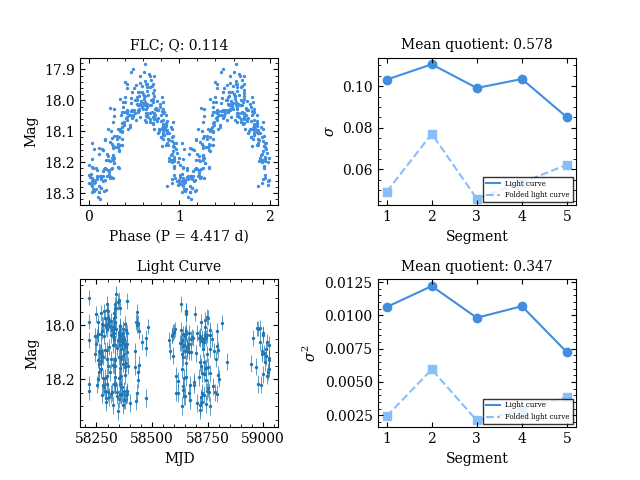 FLC; Q: 0.114
Mag
17.9
18.0
18.1
18.2
18.3
0
1
2
Phase (P = 4.417 d)
Mean quotient: 0.578
σ
0.10
0.08
0.06
Light curve
Folded light curve
1
2
3
4
5
Segment
Light Curve
Mag
18.0
18.2
58250
58500
58750
59000
MJD
Mean quotient: 0.347
σ²
0.0125
0.0100
0.0075
0.0050
0.0025
Light curve
Folded light curve
1
2
3
4
5
Segment